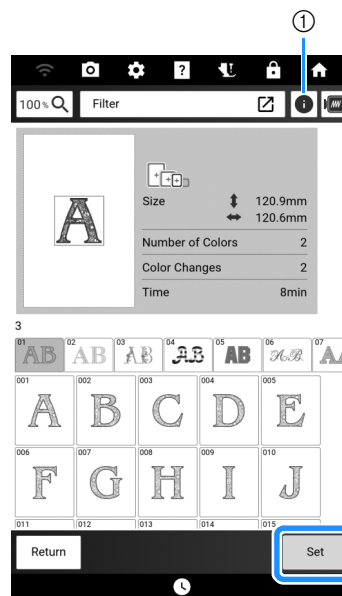 ①
100% Filter
Size 120.9mm
120.6mm
Number of Colors 2
Color Changes 2
Time 8min
3
01 AB 02 AB 03 AB 04 AB 05 AB 06 AB 07 AA
001 002 003 004 005
A B C D E
006 007 008 009 010
F G H I J
011 012 013 014 015
Return Set